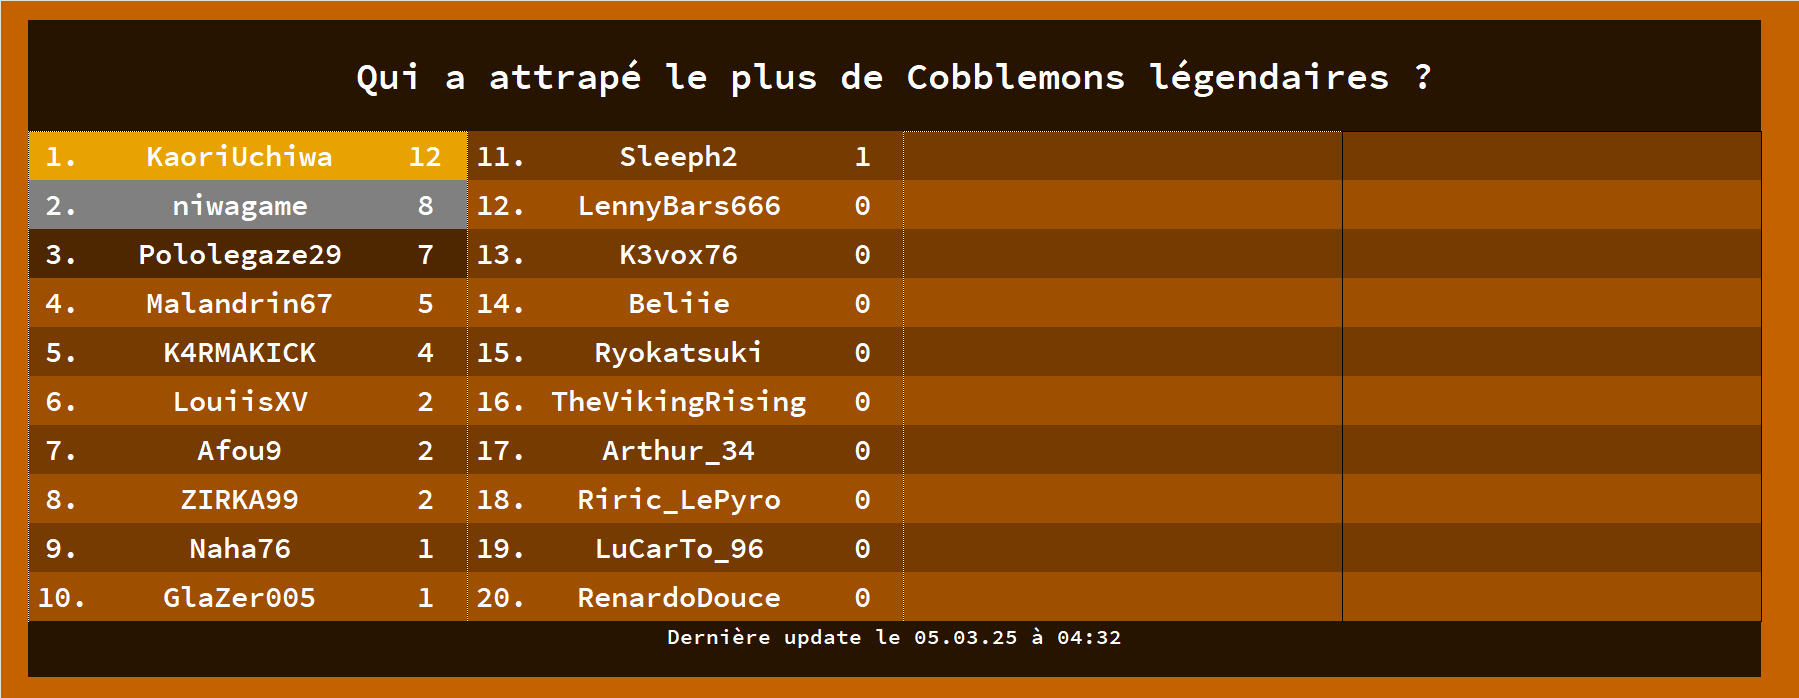 Qui a attrapé le plus de Cobblemons légendaires ?
1. KaoriUchiwa 12
2. niwagame 8
3. Pololegaze29 7
4. Malandrin67 5
5. K4RMAKICK 4
6. LouiisXV 2
7. Afou9 2
8. ZIRKA99 2
9. Naha76 1
10. GlaZer005 1
11. Sleeph2 1
12. LennyBars666 0
13. K3vox76 0
14. Beliie 0
15. Ryokatsuki 0
16. TheVikingRising 0
17. Arthur_34 0
18. Riric_LePyro 0
19. LuCarTo_96 0
20. RenardoDouce 0
Dernière update le 05.03.25 à 04:32